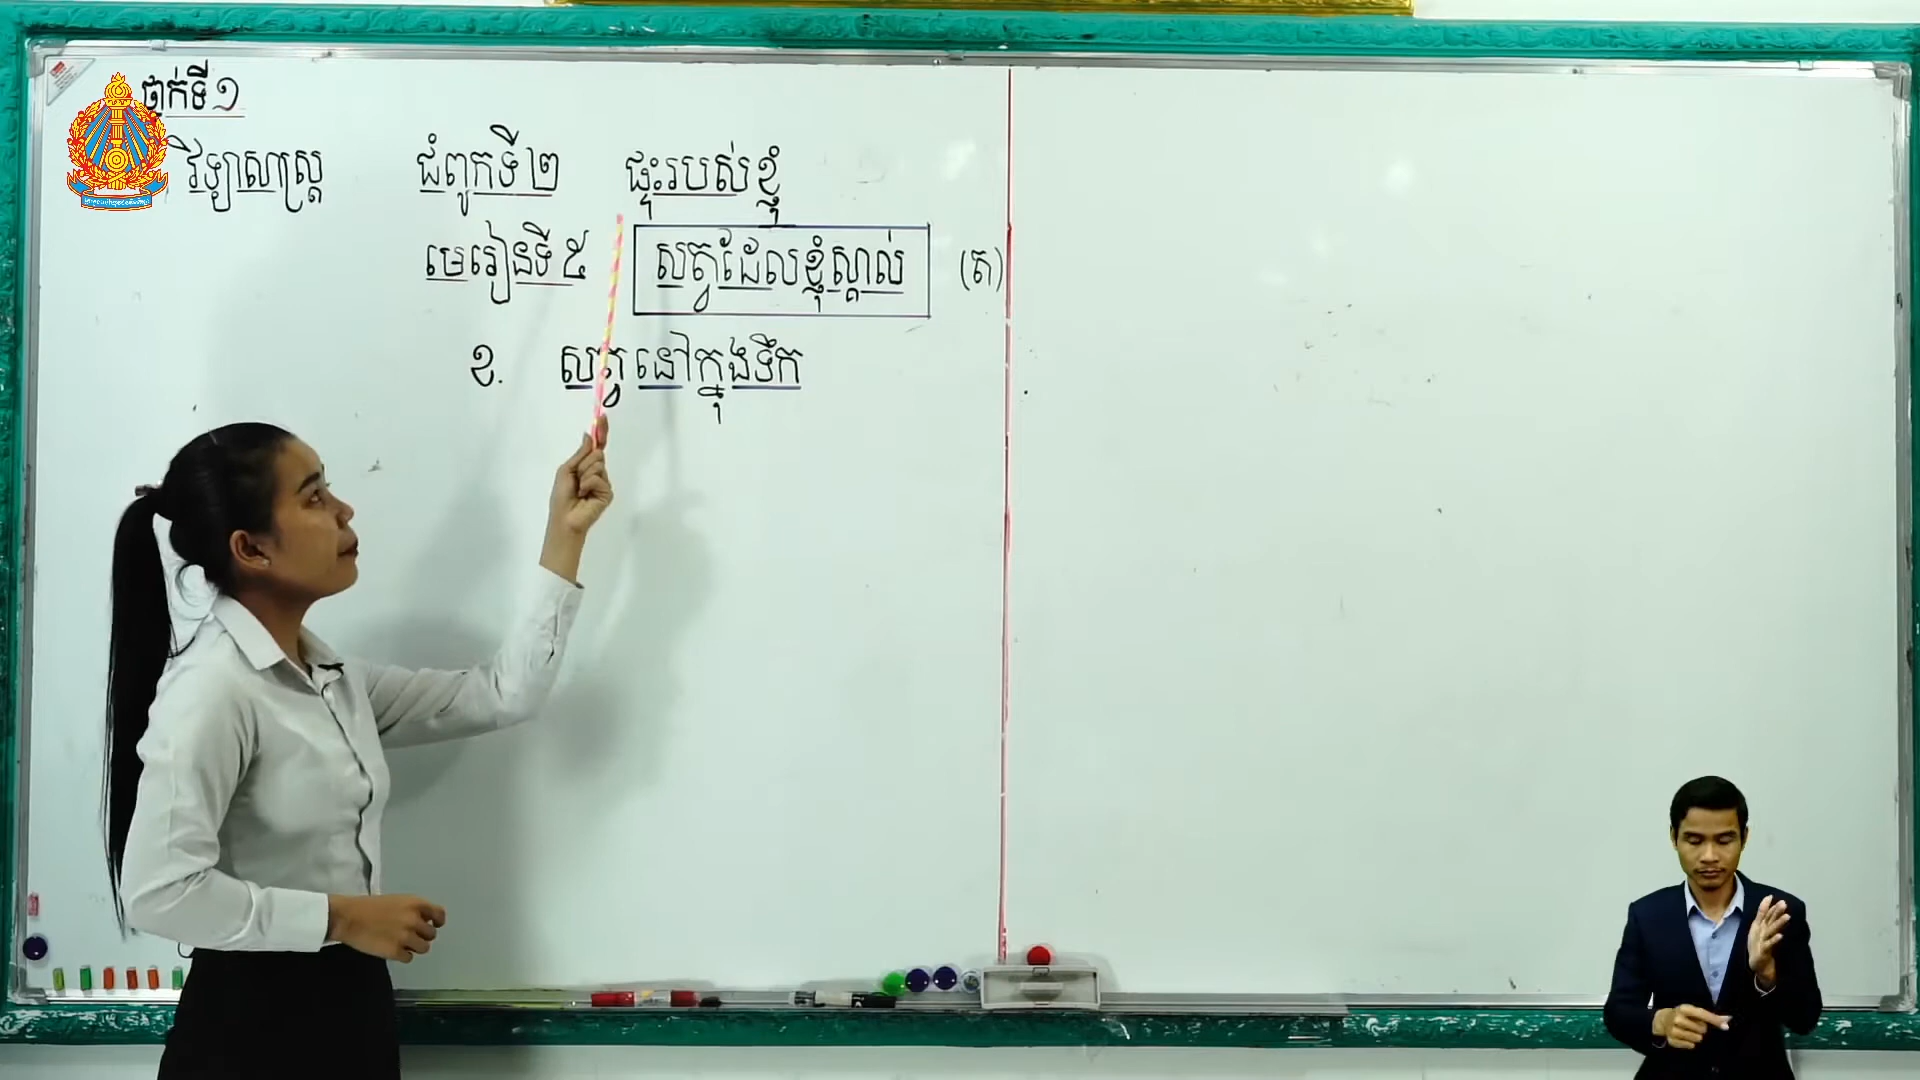 ថ្នាក់ទី ១
វិទ្យាសាស្ត្រ ជំពូកទី ២ ផ្ទះរបស់ខ្ញុំ
មេរៀនទី ៥ សត្វដែលខ្ញុំស្គាល់ (ត)
ខ. សត្វនៅក្នុងទឹក